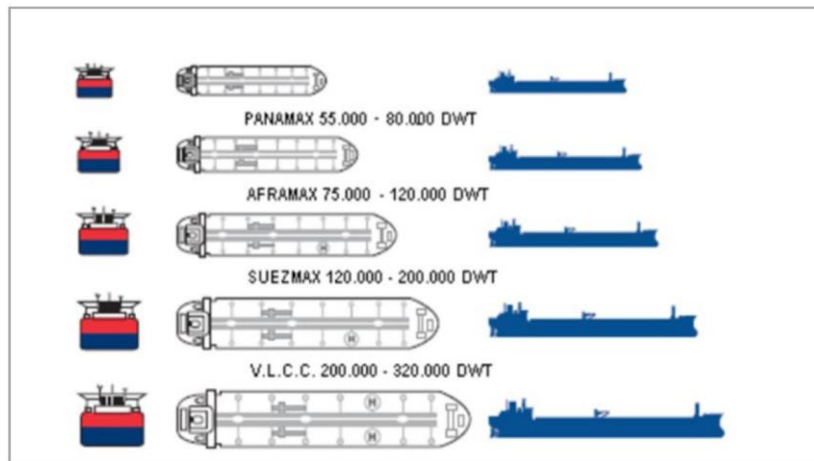 PANAMAX 55.000 - 80.000 DWT
AFRAMAX 75.000 - 120.000 DWT
H
SUEZMAX 120.000 - 200.000 DWT
H
V.L.C.C. 200.000 - 320.000 DWT
H
H